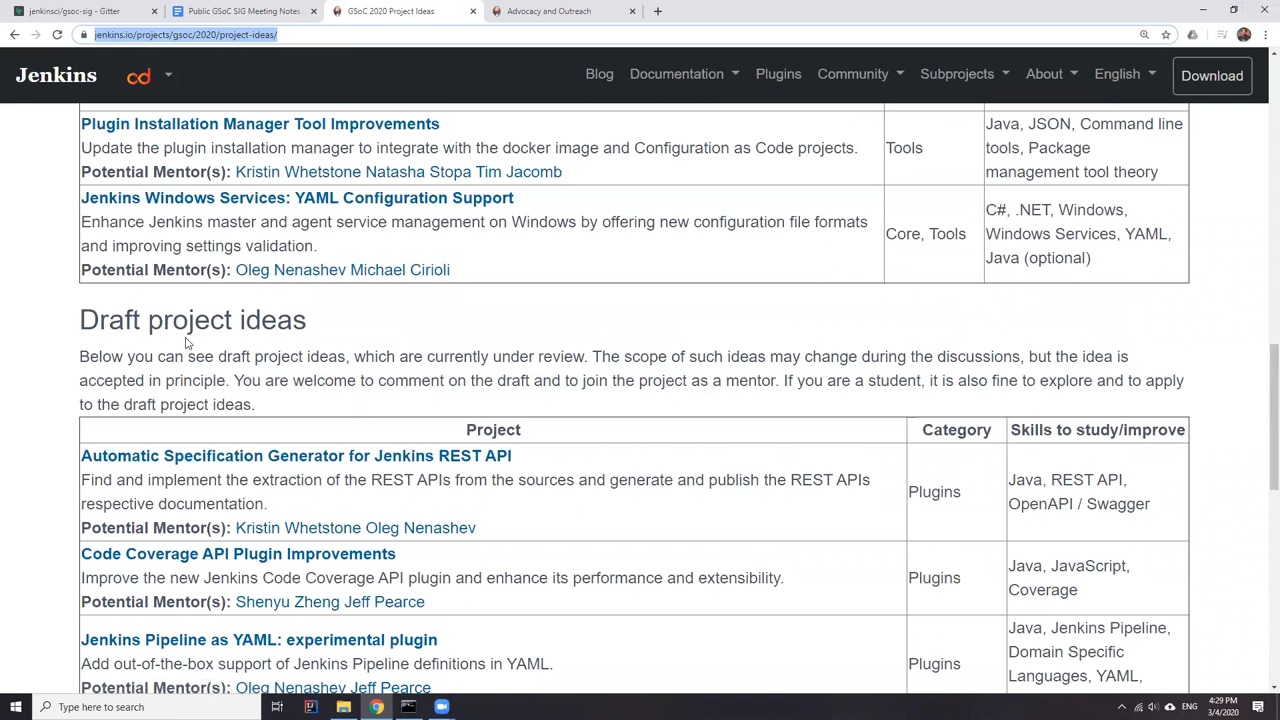 jenkinsci/gsoc-sig - Gitter
Public GSoC SIG Meeting Notes
GSoC 2020 Project Ideas
Advocacy and Outreach
jenkins.io/projects/gsoc/2020/project-ideas/
Jenkins
cd
Blog
Documentation
Plugins
Community
Subprojects
About
English
Download
Plugin Installation Manager Tool Improvements
Update the plugin installation manager to integrate with the docker image and Configuration as Code projects.
Potential Mentor(s): Kristin Whetstone Natasha Stopa Tim Jacomb
Tools
Java, JSON, Command line
tools, Package
management tool theory
Jenkins Windows Services: YAML Configuration Support
Enhance Jenkins master and agent service management on Windows by offering new configuration file formats
and improving settings validation.
Potential Mentor(s): Oleg Nenashev Michael Cirioli
Core, Tools
C#, .NET, Windows,
Windows Services, YAML,
Java (optional)
Draft project ideas
Below you can see draft project ideas, which are currently under review. The scope of such ideas may change during the discussions, but the idea is
accepted in principle. You are welcome to comment on the draft and to join the project as a mentor. If you are a student, it is also fine to explore and to apply
to the draft project ideas.
Project
Category
Skills to study/improve
Automatic Specification Generator for Jenkins REST API
Find and implement the extraction of the REST APIs from the sources and generate and publish the REST APIs
respective documentation.
Potential Mentor(s): Kristin Whetstone Oleg Nenashev
Plugins
Java, REST API,
OpenAPI / Swagger
Code Coverage API Plugin Improvements
Improve the new Jenkins Code Coverage API plugin and enhance its performance and extensibility.
Potential Mentor(s): Shenyu Zheng Jeff Pearce
Plugins
Java, JavaScript,
Coverage
Jenkins Pipeline as YAML: experimental plugin
Add out-of-the-box support of Jenkins Pipeline definitions in YAML.
Potential Mentor(s): Oleg Nenashev Jeff Pearce
Plugins
Java, Jenkins Pipeline,
Domain Specific
Languages, YAML,
Type here to search
ENG
4:29 PM
3/4/2020